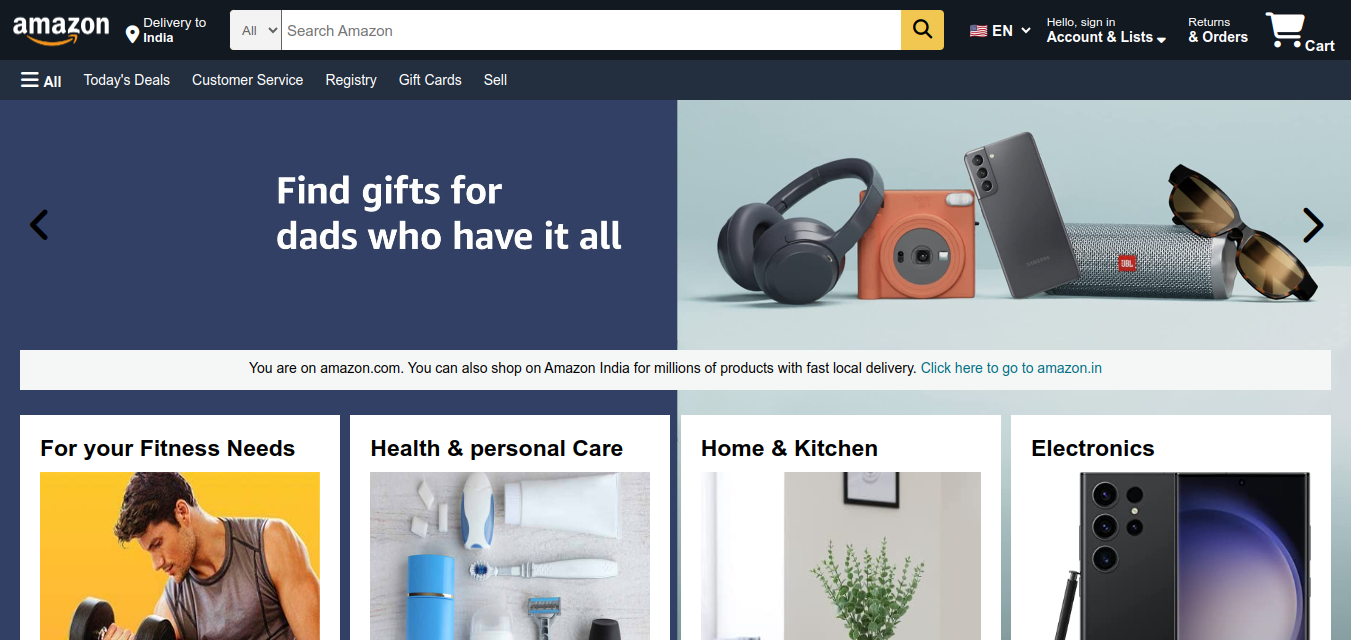 amazon
Delivery to
India
All
Search Amazon
EN
Hello, sign in
Account & Lists
Returns
& Orders
Cart
All
Today's Deals
Customer Service
Registry
Gift Cards
Sell
Find gifts for
dads who have it all
SAMSUNG
JBL
You are on amazon.com. You can also shop on Amazon India for millions of products with fast local delivery. Click here to go to amazon.in
For your Fitness Needs
Health & personal Care
Home & Kitchen
Electronics